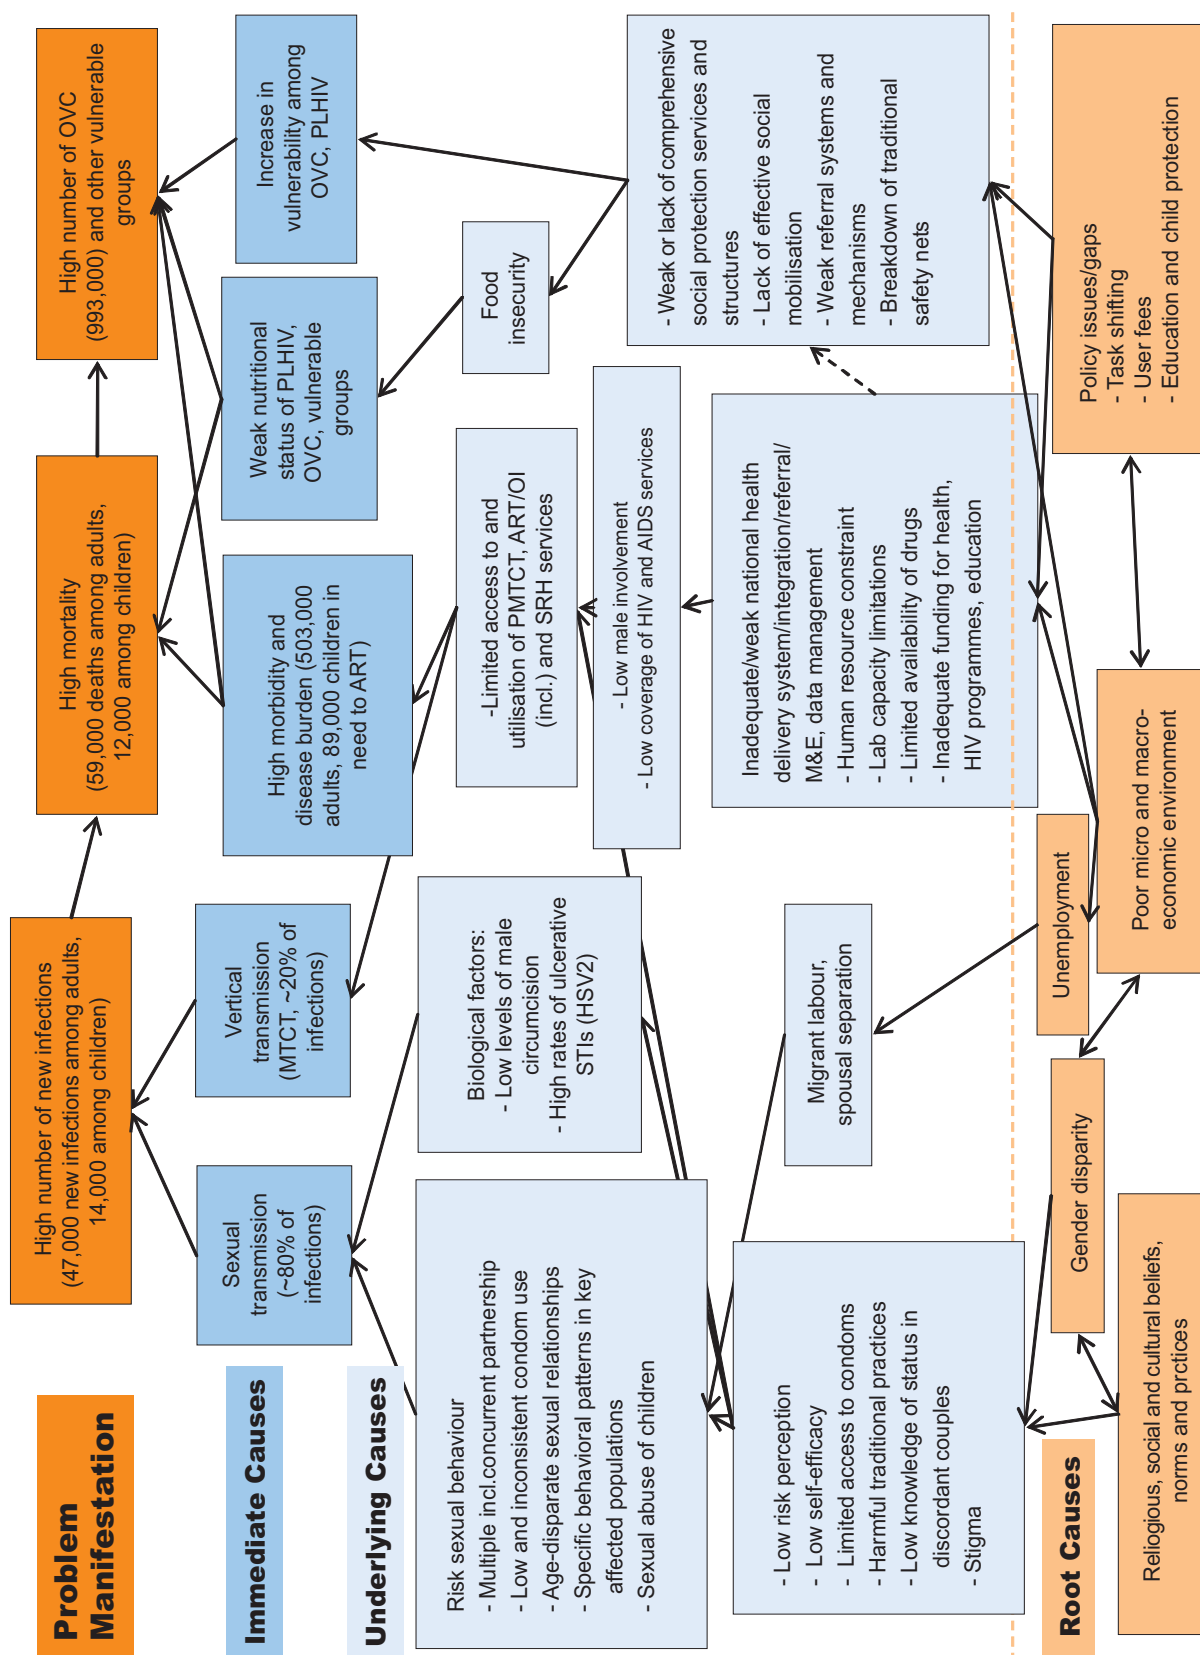 Problem
Manifestation
High number of new infections
(47,000 new infections among adults,
14,000 among children)
High mortality
(59,000 deaths among adults,
12,000 among children)
High number of OVC
(993,000) and other vulnerable
groups
Immediate Causes
Sexual
transmission
(~80% of
infections)
Vertical
transmission
(MTCT, ~20% of
infections)
High morbidity and
disease burden (503,000
adults, 89,000 children in
need to ART)
Weak nutritional
status of PLHIV,
OVC, vulnerable
groups
Increase in
vulnerability among
OVC, PLHIV
Underlying Causes
Risk sexual behaviour
- Multiple incl.concurrent partnership
- Low and inconsistent condom use
- Age-disparate sexual relationships
- Specific behavioral patterns in key
affected populations
- Sexual abuse of children
Biological factors:
- Low levels of male
circumcision
- High rates of ulcerative
STIs (HSV2)
-Limited access to and
utilisation of PMTCT, ART/OI
(incl.) and SRH services
Food
insecurity
- Low male involvement
- Low coverage of HIV and AIDS services
- Weak or lack of comprehensive
social protection services and
structures
- Lack of effective social
mobilisation
- Weak referral systems and
mechanisms
- Breakdown of traditional
safety nets
- Low risk perception
- Low self-efficacy
- Limited access to condoms
- Harmful traditional practices
- Low knowledge of status in
discordant couples
- Stigma
Migrant labour,
spousal separation
Inadequate/weak national health
delivery system/integration/referral/
M&E, data management
- Human resource constraint
- Lab capacity limitations
- Limited availability of drugs
- Inadequate funding for health,
HIV programmes, education
Root Causes
Gender disparity
Unemployment
Policy issues/gaps
- Task shifting
- User fees
- Education and child protection
Reliogious, social and cultural beliefs,
norms and prctices
Poor micro and macro-
economic environment